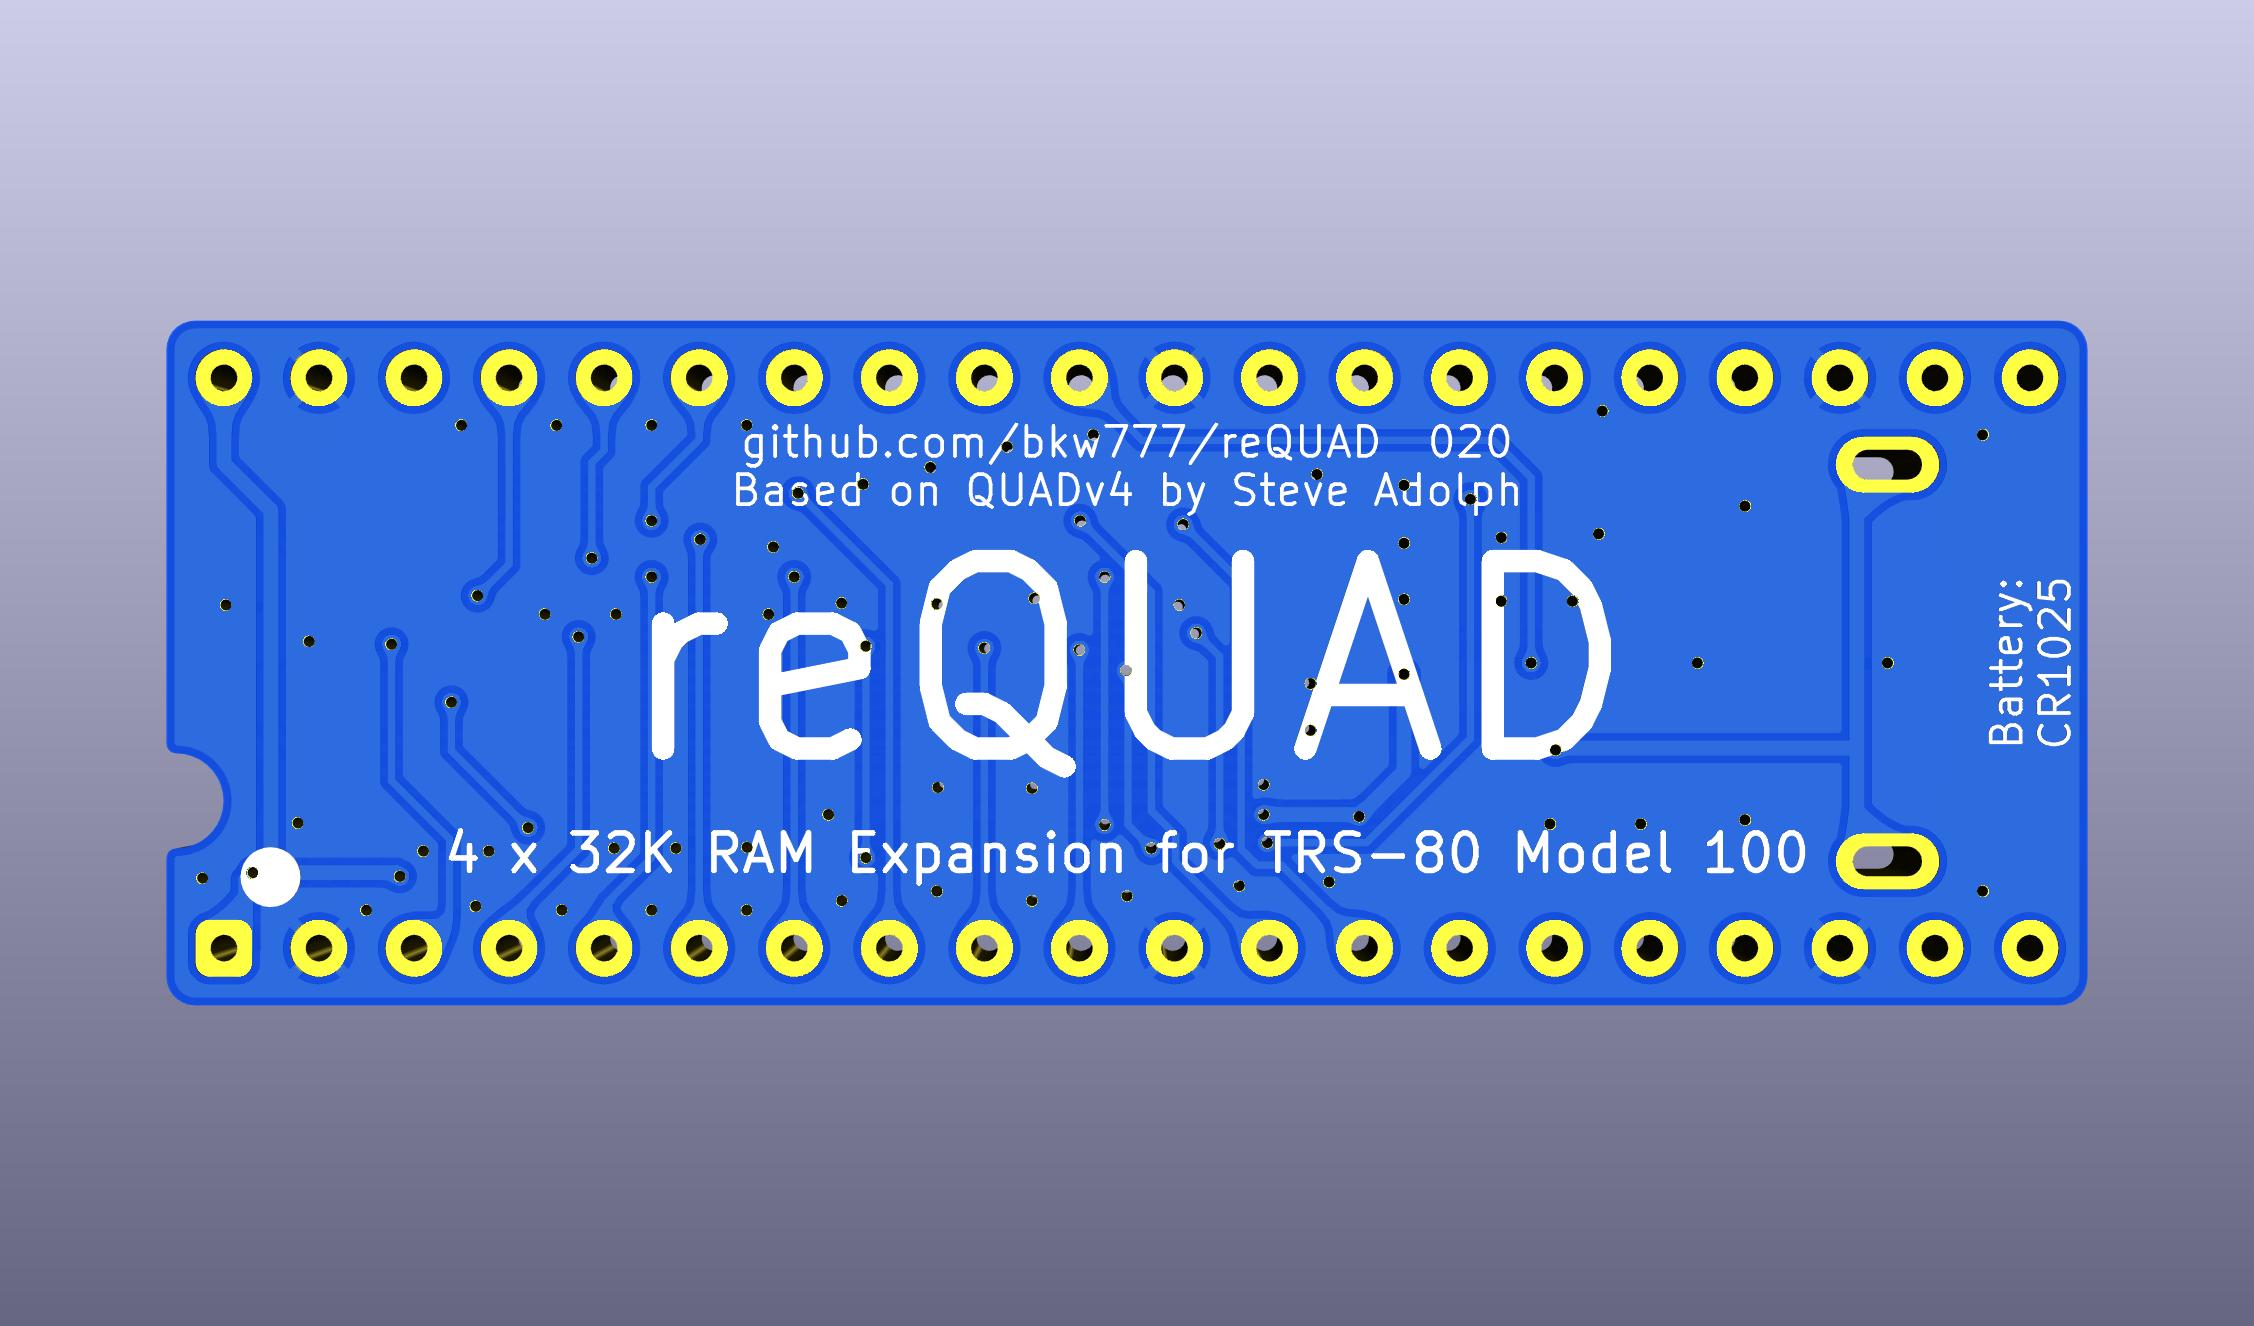 github.com/bkw777/reQUAD 020
Based on QUADv4 by Steve Adolph
reQUAD
4 x 32K RAM Expansion for TRS-80 Model 100
Battery:
CR1025